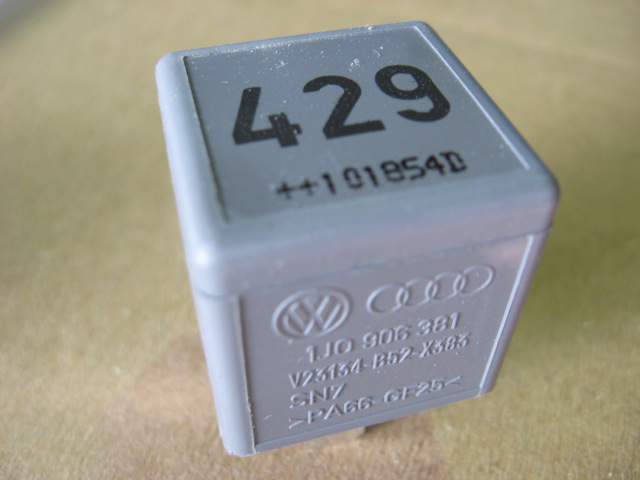 429
++101854D
1J0 906 381
V23134-B52-X383
SN7
>PA66-GF25<